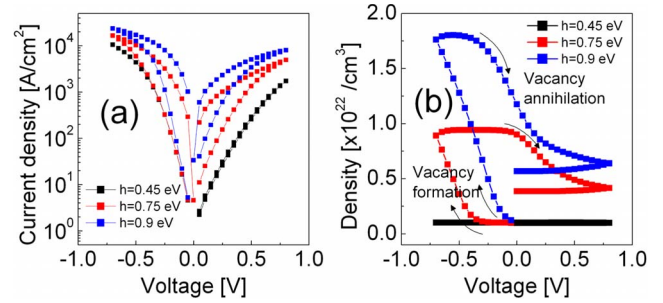 Current density [A/cm²]
10⁴
10³
10²
10¹
10⁰
(a)
h=0.45 eV
h=0.75 eV
h=0.9 eV
-1.0 -0.5 0.0 0.5 1.0
Voltage [V]
Density [x10²² /cm³]
2.0
1.5
1.0
0.5
0.0
(b)
h=0.45 eV
h=0.75 eV
h=0.9 eV
Vacancy
annihilation
Vacancy
formation
-1.0 -0.5 0.0 0.5 1.0
Voltage [V]